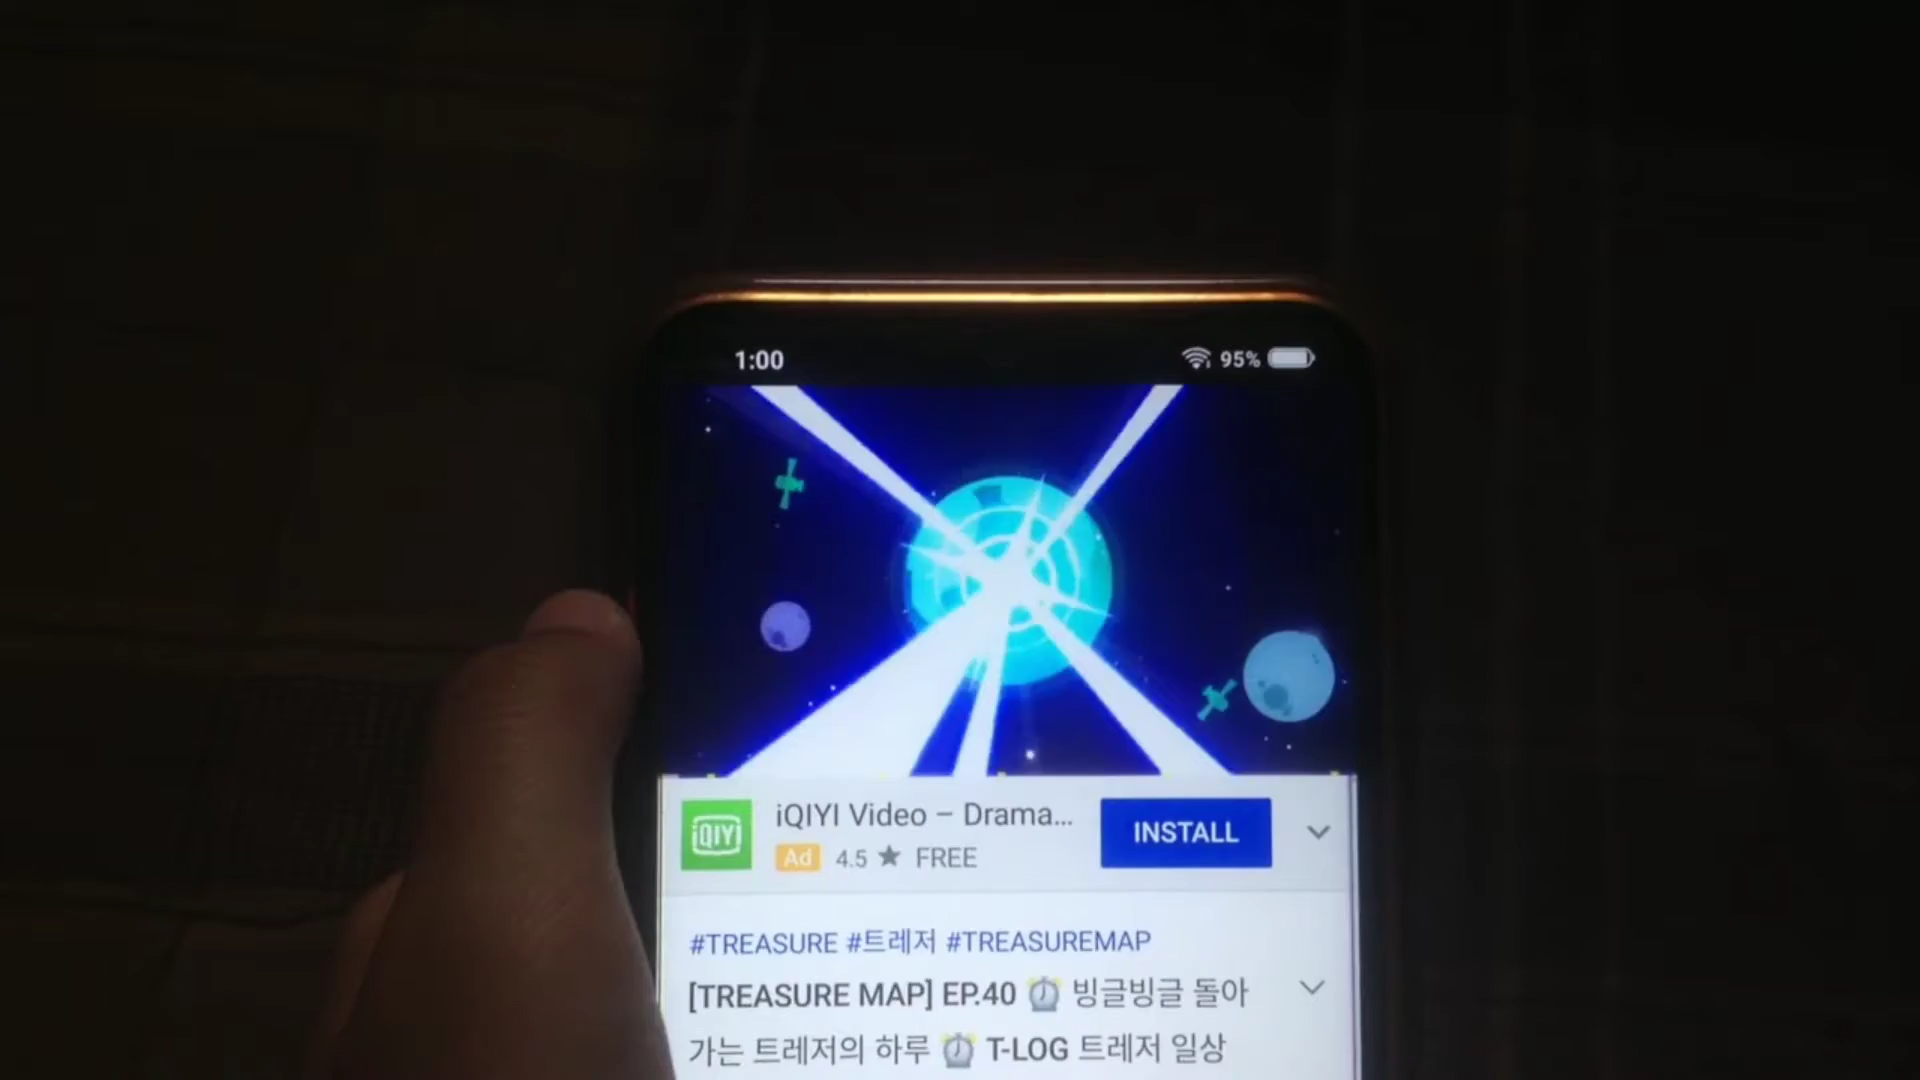 1:00 95%
iQIYI
iQIYI Video – Drama...
INSTALL
Ad 4.5 ★ FREE
#TREASURE #트레저 #TREASUREMAP
[TREASURE MAP] EP.40 ⏰ 빙글빙글 돌아
가는 트레저의 하루 ⏰ T-LOG 트레저 일상